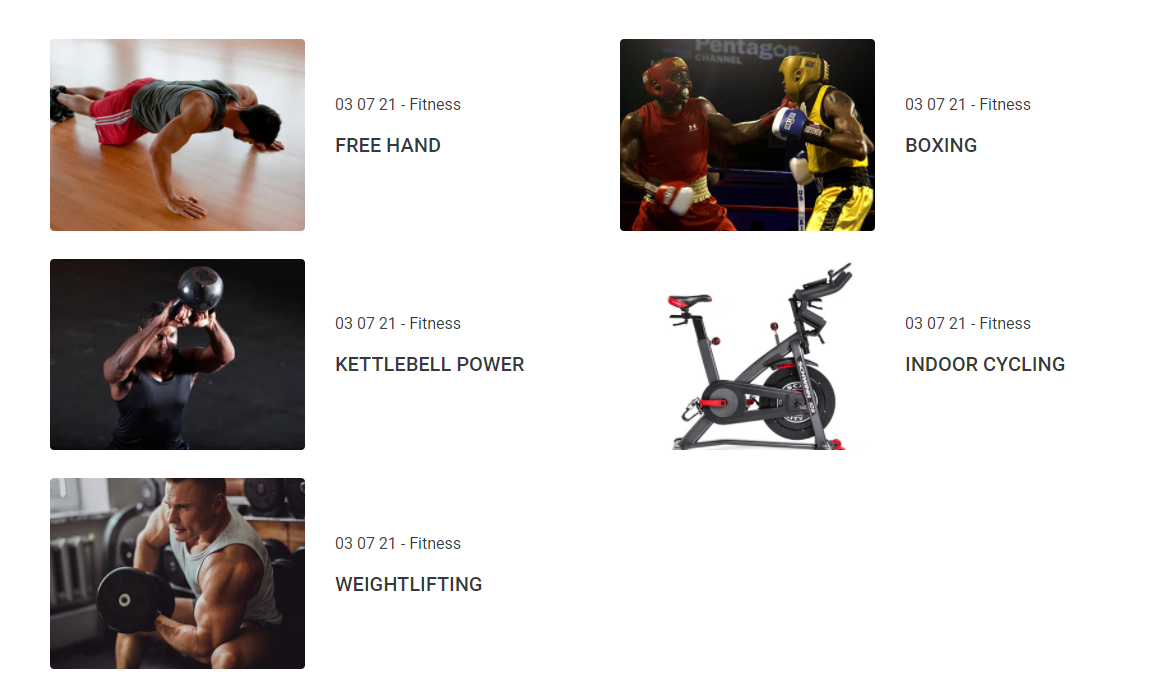 03 07 21 - Fitness
FREE HAND
Pentagon
CHANNEL
03 07 21 - Fitness
BOXING
03 07 21 - Fitness
KETTLEBELL POWER
SCHWINN
03 07 21 - Fitness
INDOOR CYCLING
03 07 21 - Fitness
WEIGHTLIFTING